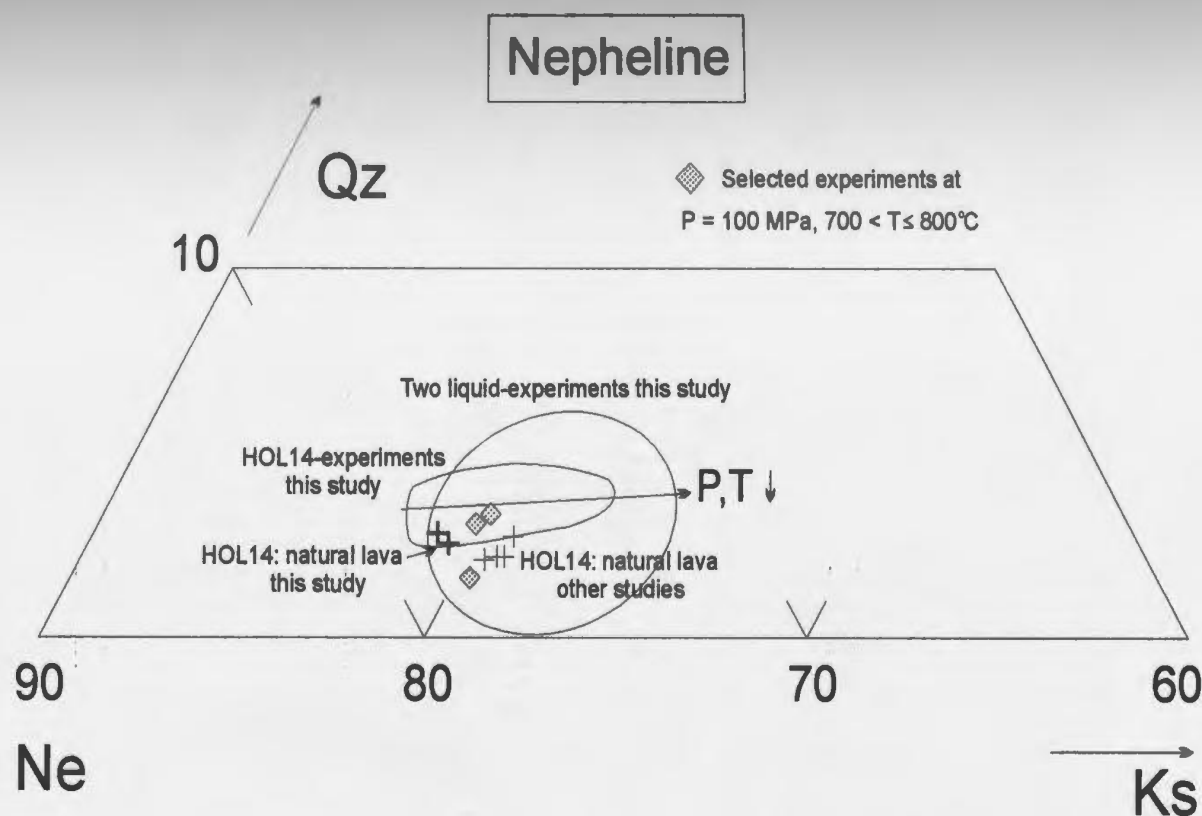 Nepheline
Qz
Selected experiments at
P = 100 MPa, 700 < T ≤ 800°C
10
Two liquid-experiments this study
HOL14-experiments
this study
P,T ↓
HOL14: natural lava
this study
HOL14: natural lava
other studies
90
80
70
60
Ne
Ks